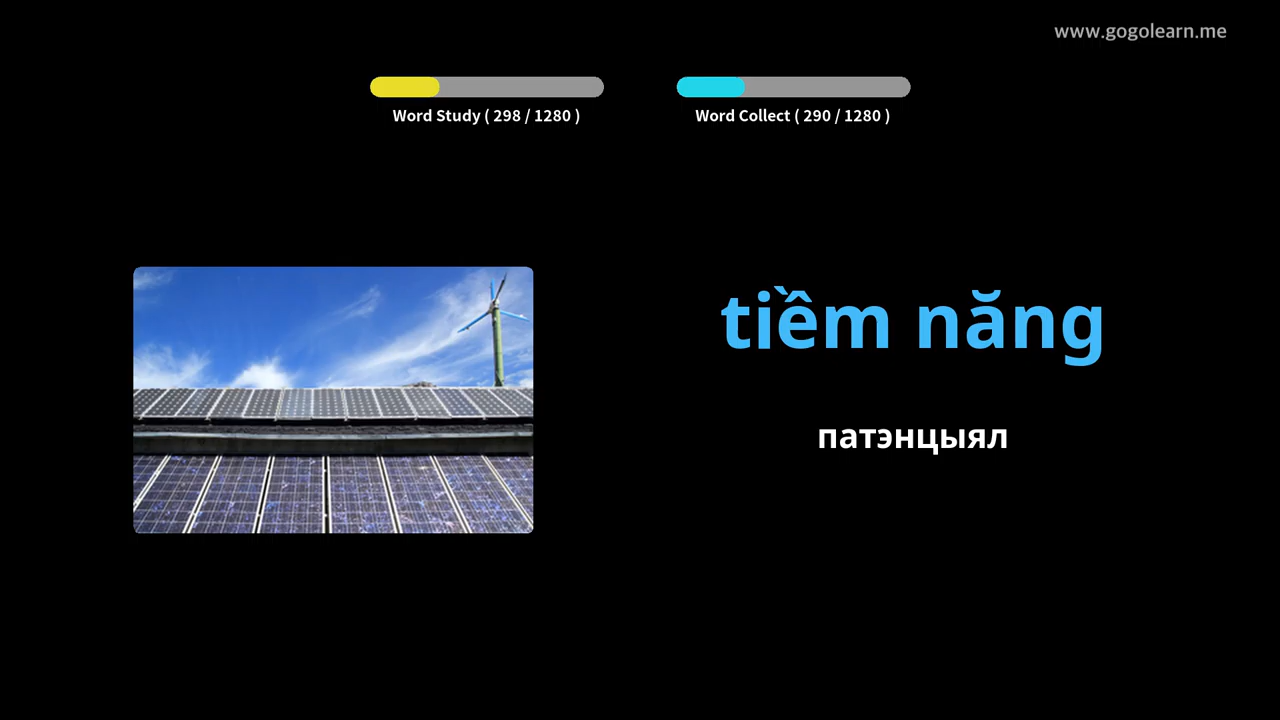 www.gogolearn.me
Word Study ( 298 / 1280 )
Word Collect ( 290 / 1280 )
tiềm năng
патэнцыял